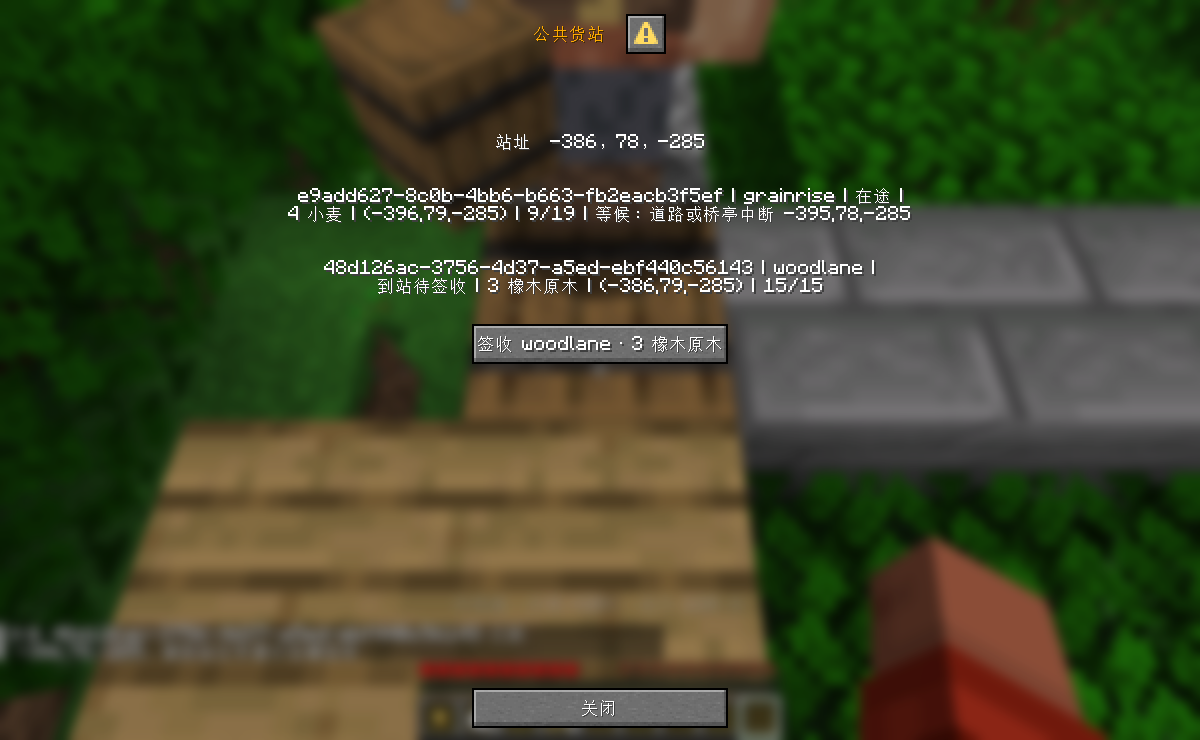 公共货站
站址 -386, 78, -285
e9add627-8c0b-4bb6-b663-fb2eacb3f5ef | grainrise | 在途 |
4 小麦 | (-396,79,-285) | 9/19 | 等候: 道路或桥亭中断 -395,78,-285
48d126ac-3756-4d37-a5ed-ebf440c56143 | woodlane |
到站待签收 | 3 橡木原木 | (-386,79,-285) | 15/15
签收 woodlane · 3 橡木原木
关闭